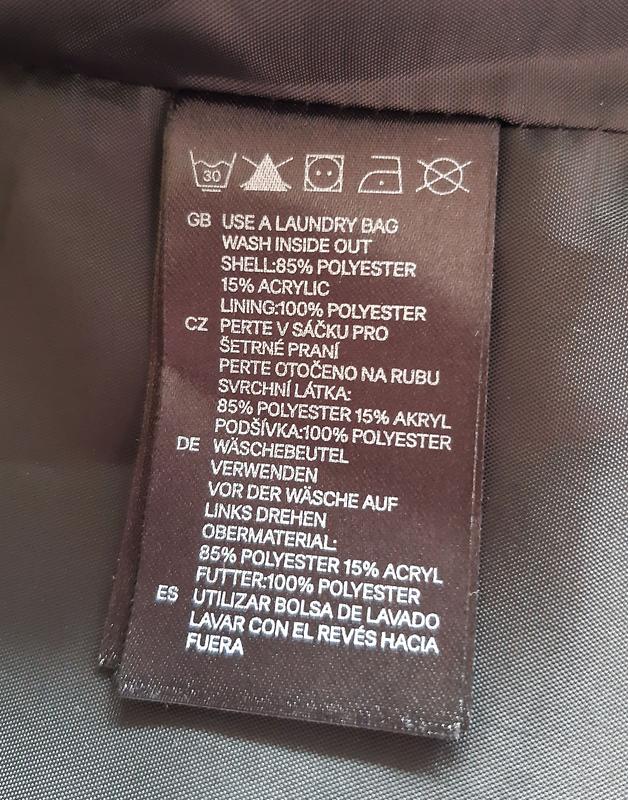 30
GB USE A LAUNDRY BAG
WASH INSIDE OUT
SHELL:85% POLYESTER
15% ACRYLIC
LINING:100% POLYESTER
CZ PERTE V SÁČKU PRO
ŠETRNÉ PRANÍ
PERTE OTOČENO NA RUBU
SVRCHNÍ LÁTKA:
85% POLYESTER 15% AKRYL
PODŠÍVKA:100% POLYESTER
DE WÄSCHEBEUTEL
VERWENDEN
VOR DER WÄSCHE AUF
LINKS DREHEN
OBERMATERIAL:
85% POLYESTER 15% ACRYL
FUTTER:100% POLYESTER
ES UTILIZAR BOLSA DE LAVADO
LAVAR CON EL REVÉS HACIA
FUERA